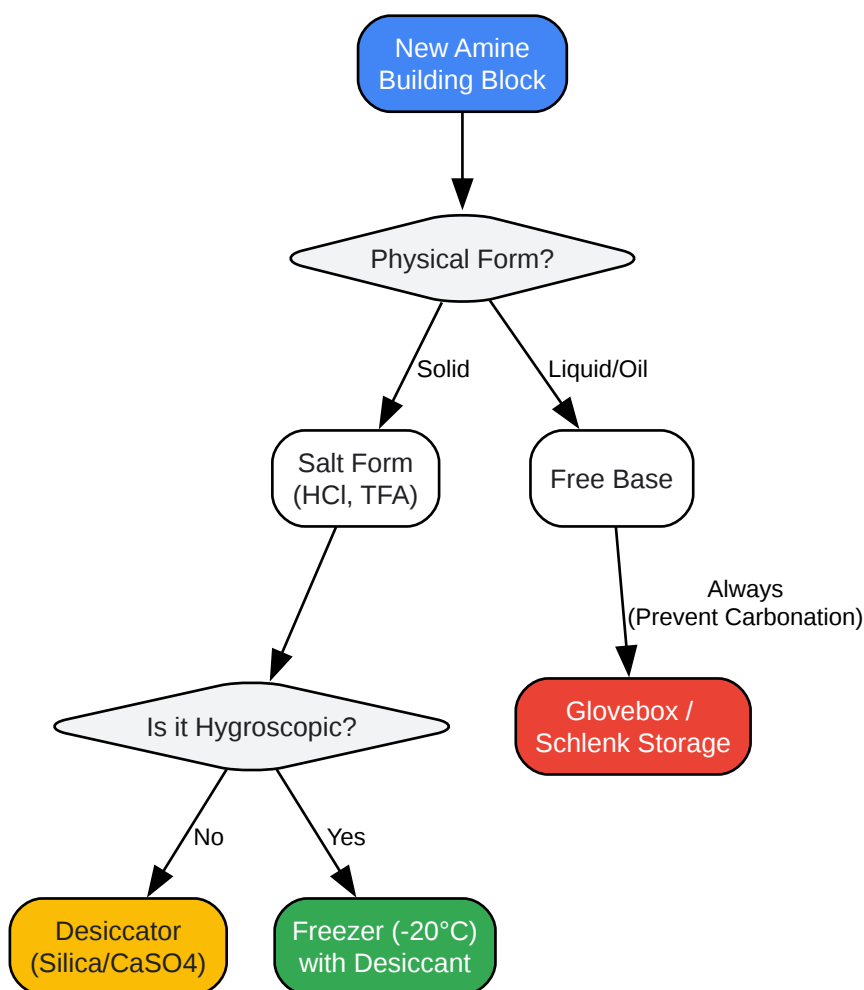 New Amine
Building Block
Physical Form?
Solid
Liquid/Oil
Salt Form
(HCl, TFA)
Free Base
Always
(Prevent Carbonation)
Is it Hygroscopic?
Glovebox /
Schlenk Storage
No
Yes
Desiccator
(Silica/CaSO4)
Freezer (-20°C)
with Desiccant